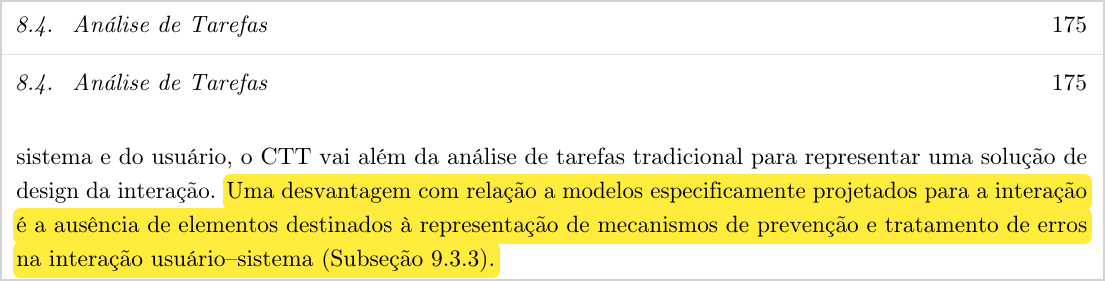 8.4. Análise de Tarefas 175
8.4. Análise de Tarefas 175
sistema e do usuário, o CTT vai além da análise de tarefas tradicional para representar uma solução de
design da interação. Uma desvantagem com relação a modelos especificamente projetados para a interação
é a ausência de elementos destinados à representação de mecanismos de prevenção e tratamento de erros
na interação usuário–sistema (Subseção 9.3.3).